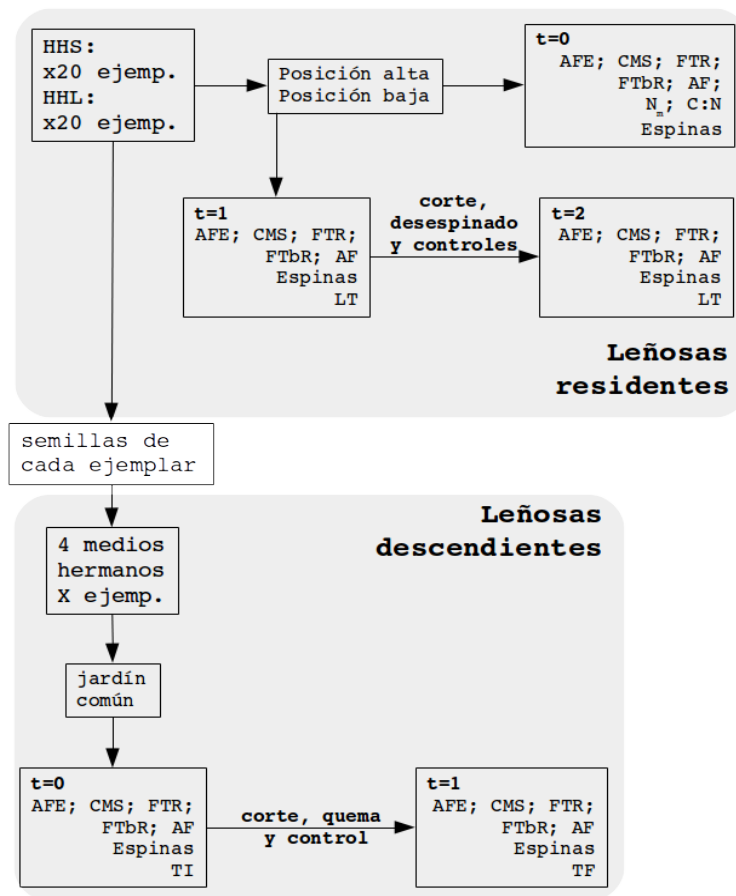 HHS:
x20 ejemp.
HHL:
x20 ejemp.
Posición alta
Posición baja
t=0
AFE; CMS; FTR;
FTbR; AF;
Nm; C:N
Espinas
t=1
AFE; CMS; FTR;
FTbR; AF
Espinas
LT
corte,
desespinado
y controles
t=2
AFE; CMS; FTR;
FTbR; AF
Espinas
LT
Leñosas
residentes
semillas de
cada ejemplar
Leñosas
descendientes
4 medios
hermanos
X ejemp.
jardín
común
t=0
AFE; CMS; FTR;
FTbR; AF
Espinas
TI
corte, quema
y control
t=1
AFE; CMS; FTR;
FTbR; AF
Espinas
TF